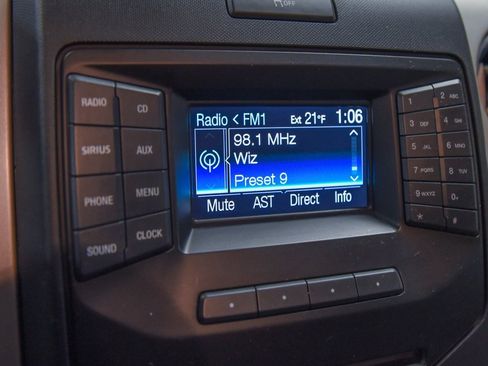 OFF
RADIO
CD
SIRIUS
AUX
PHONE
MENU
SOUND
CLOCK
Radio < FM1 Ext 21°F 1:06
98.1 MHz
Wiz
Preset 9
Mute AST Direct Info
1 2 ABC
3 DEF 4 GHI
5 JKL 6 MNO
7 PQRS 8 TUV
9 WXYZ 0
* #